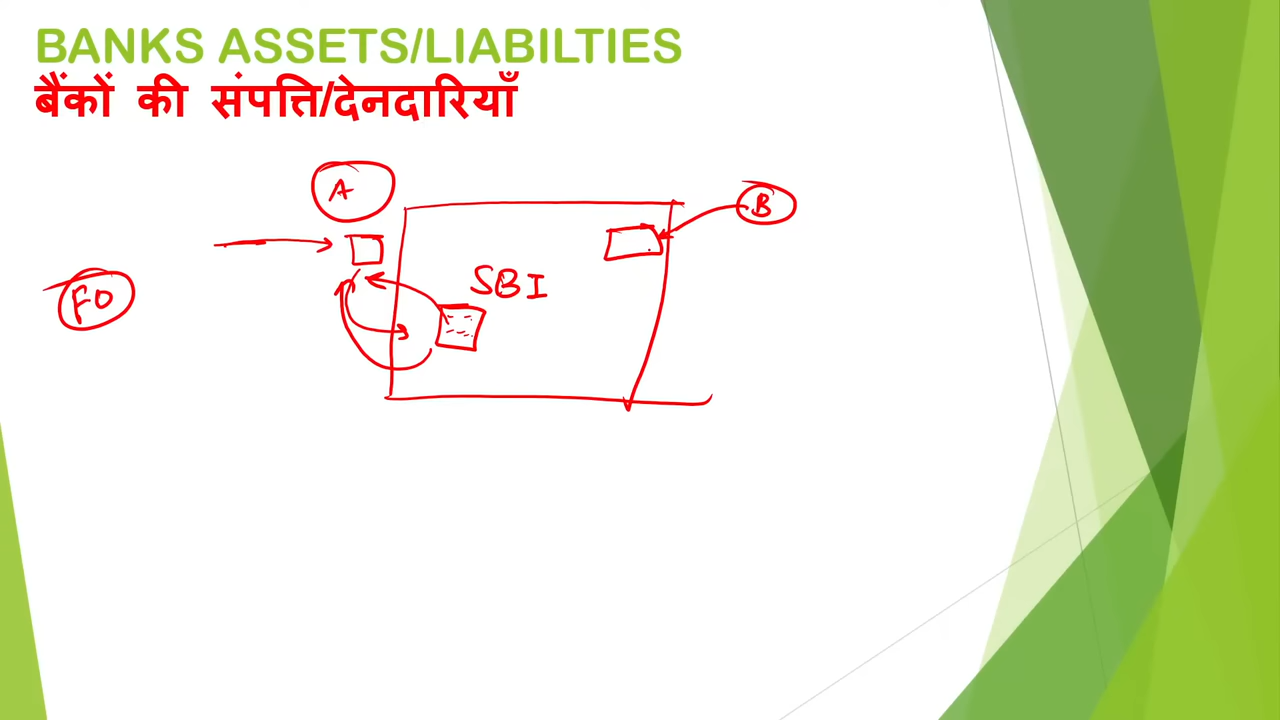 BANKS ASSETS/LIABILTIES
बैंकों की संपत्ति/देनदारियाँ
A
B
SBI
FD